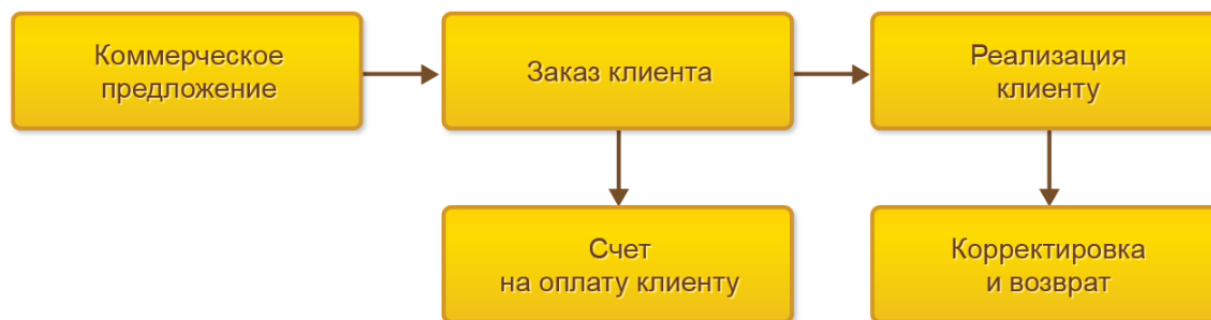 Коммерческое
предложение
Заказ клиента
Реализация
клиенту
Счет
на оплату клиенту
Корректировка
и возврат